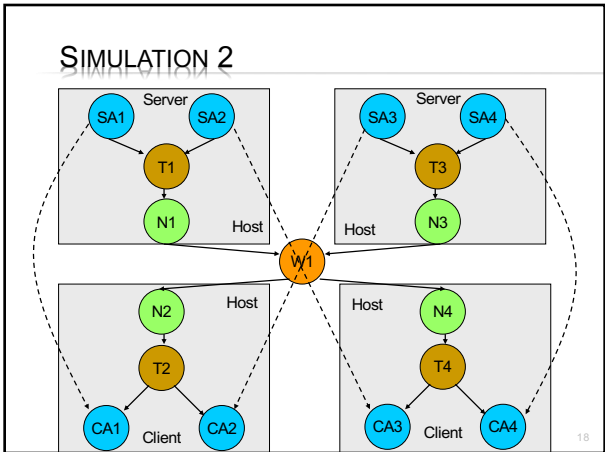 SIMULATION 2
Server
Server
SA1
SA2
SA3
SA4
T1
T3
N1
N3
Host
Host
W1
Host
Host
N2
N4
T2
T4
CA1
CA2
CA3
CA4
Client
Client
18